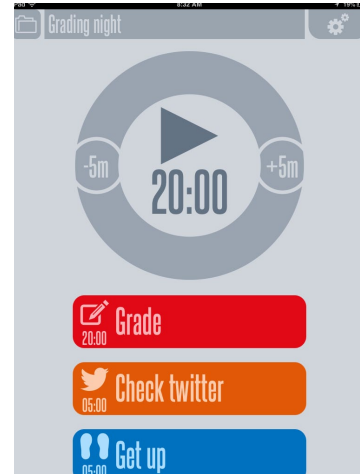 iPad 8:32 AM 19%
Grading night
-5m +5m
20:00
Grade
20:00
Check twitter
05:00
Get up
05:00